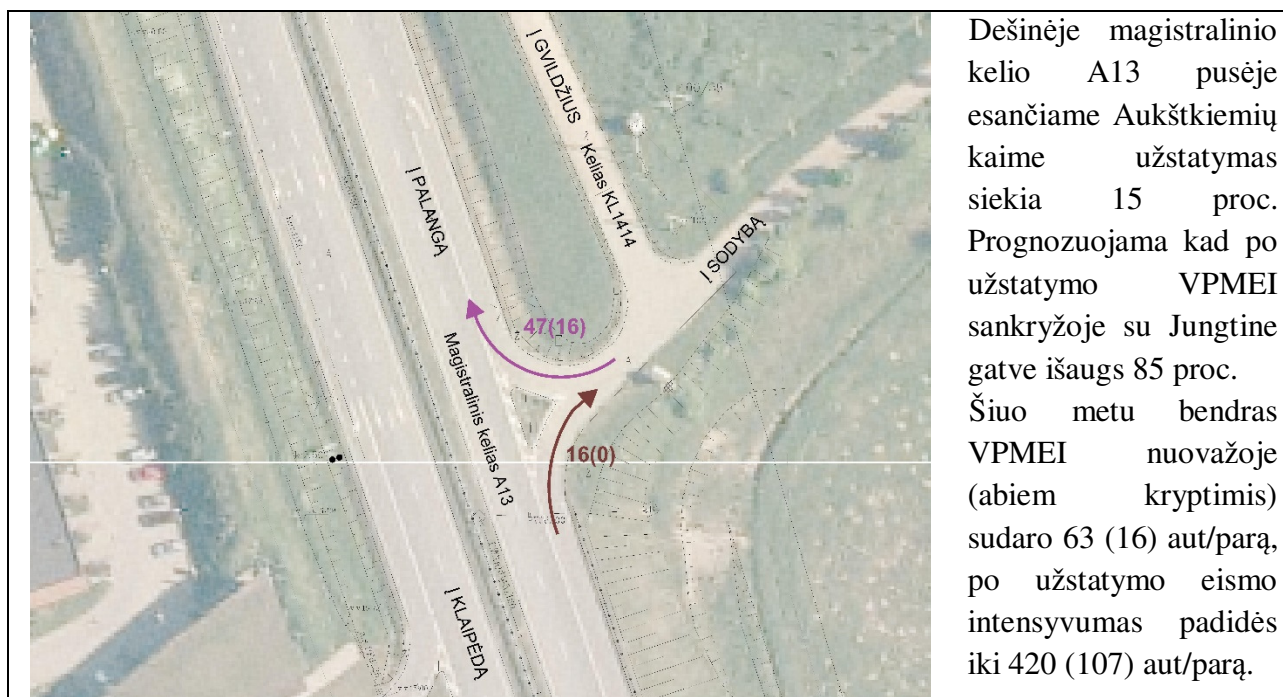 Į GVILDŽIUS
Kelias KL1414
Į PALANGĄ
Į SODYBĄ
47(16)
Magistralinis kelias A13
16(0)
Į KLAIPĖDĄ
Dešinėje magistralinio
kelio A13 pusėje
esančiame Aukštkiemių
kaime užstatymas
siekia 15 proc.
Prognozuojama kad po
užstatymo VPMEI
sankryžoje su Jungtine
gatve išaugs 85 proc.
Šiuo metu bendras
VPMEI nuovažoje
(abiem kryptimis)
sudaro 63 (16) aut/parą,
po užstatymo eismo
intensyvumas padidės
iki 420 (107) aut/parą.